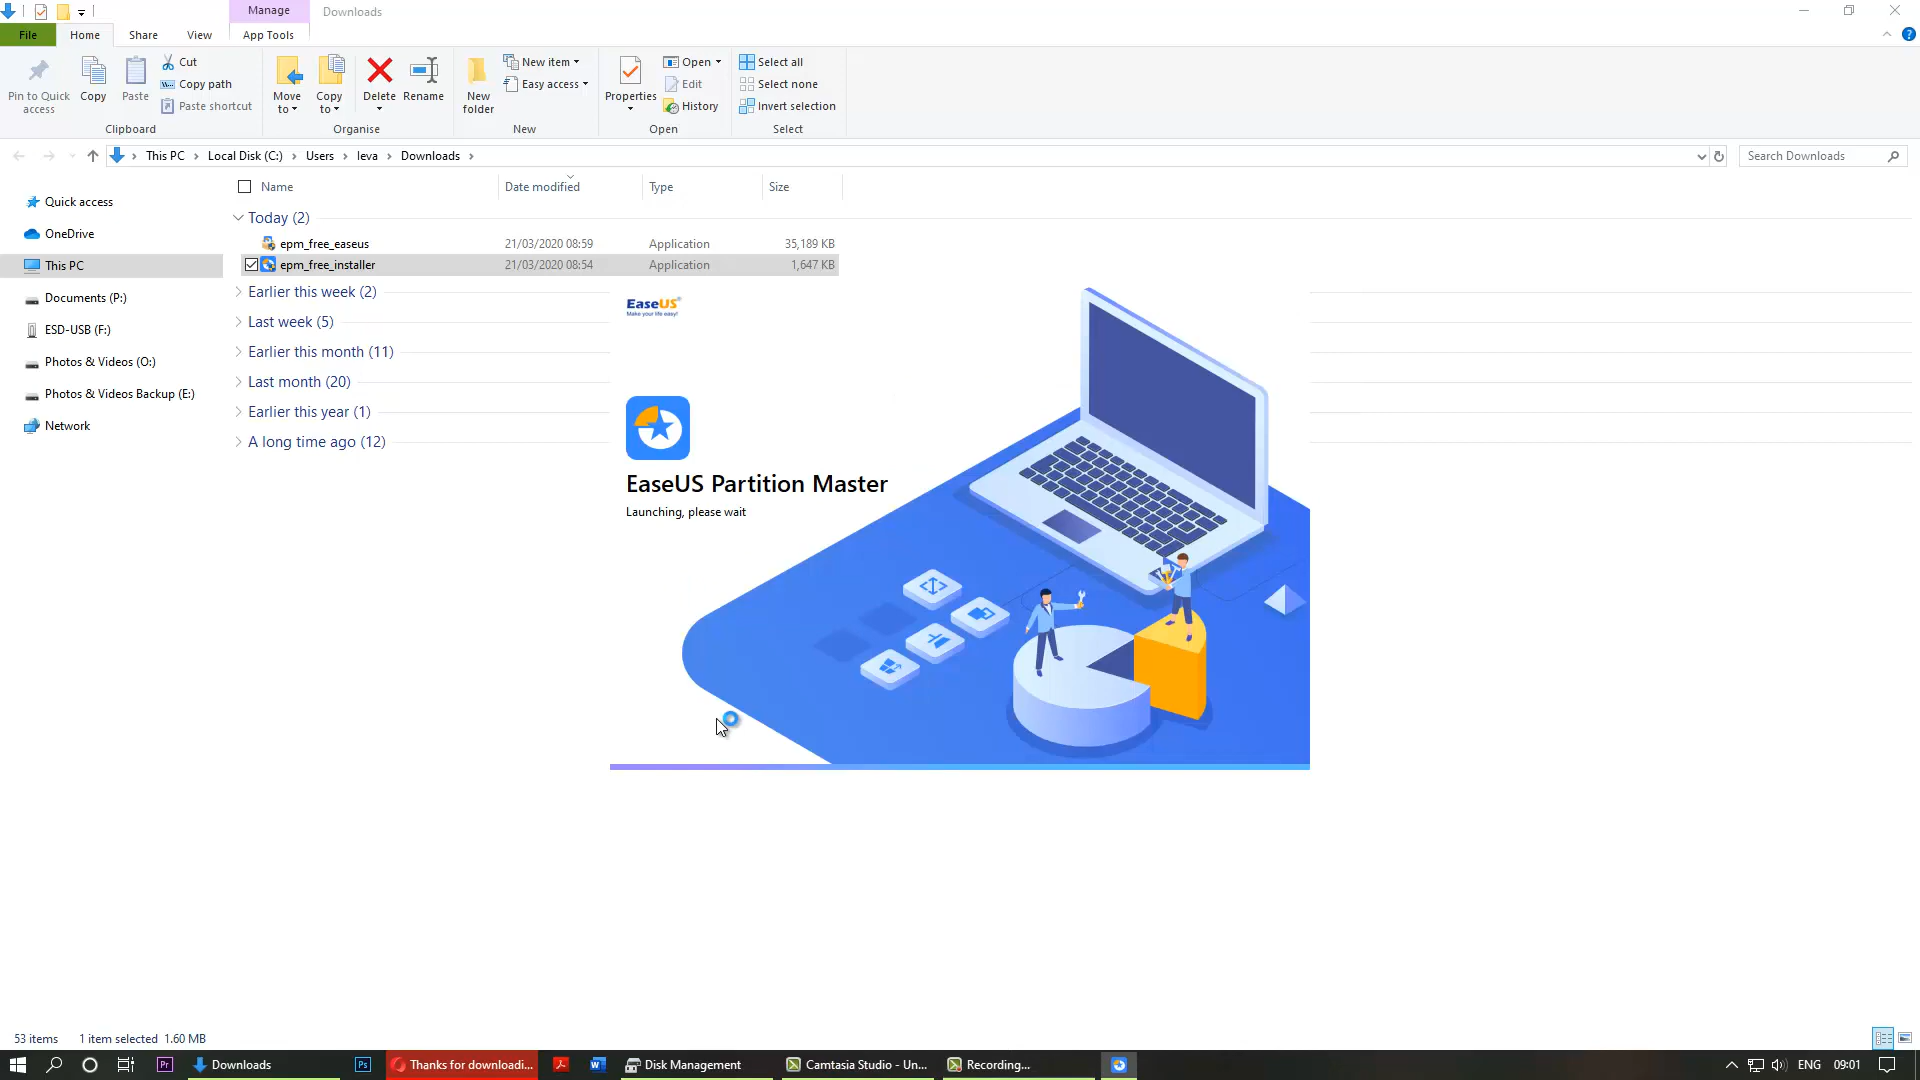 Manage
Downloads
File
Home
Share
View
App Tools
Pin to Quick access
Copy
Paste
Cut
Copy path
Paste shortcut
Clipboard
Move to
Copy to
Delete
Rename
Organise
New folder
New item
Easy access
New
Properties
Open
Edit
History
Open
Select all
Select none
Invert selection
Select
This PC
Local Disk (C:)
Users
Ieva
Downloads
Search Downloads
Name
Date modified
Type
Size
Quick access
OneDrive
This PC
Documents (P:)
ESD-USB (F:)
Photos & Videos (O:)
Photos & Videos Backup (E:)
Network
Today (2)
epm_free_easeus 21/03/2020 08:59 Application 35,189 KB
epm_free_installer 21/03/2020 08:54 Application 1,647 KB
Earlier this week (2)
Last week (5)
Earlier this month (11)
Last month (20)
Earlier this year (1)
A long time ago (12)
EaseUS
Make your life easy!
EaseUS Partition Master
Launching, please wait
53 items
1 item selected 1.60 MB
Pr
Downloads
Ps
Thanks for downloadi...
W
Disk Management
Camtasia Studio - Un...
Recording...
ENG
09:01